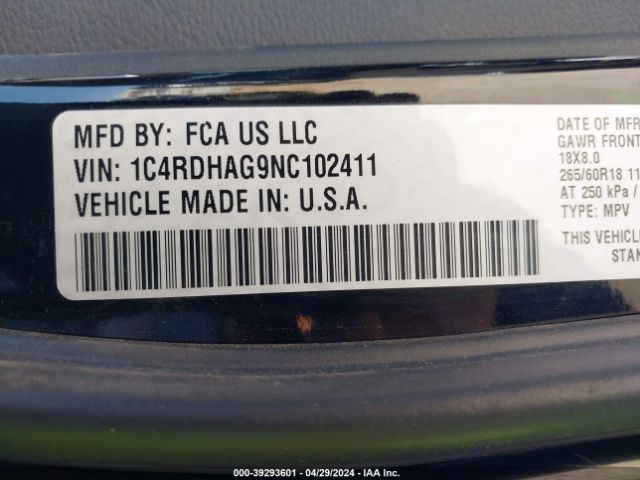 MFD BY: FCA US LLC
VIN: 1C4RDHAG9NC102411
VEHICLE MADE IN: U.S.A.
DATE OF MFR
GAWR FRONT
18X8.0
265/60R18 11
AT 250 kPa /
TYPE: MPV
THIS VEHICLE
STAN
© - 39293601 - 04/29/2024 - IAA Inc.